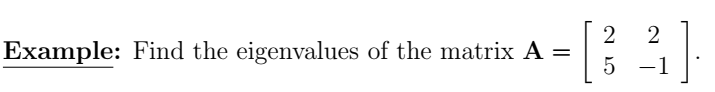 Example: Find the eigenvalues of the matrix A = [ 2 2
5 −1 ].